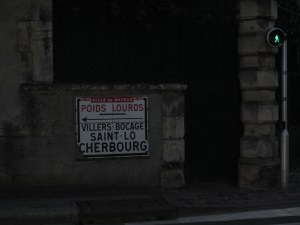 POIDS LOURDS
VILLERS-BOCAGE
SAINT-LO
CHERBOURG